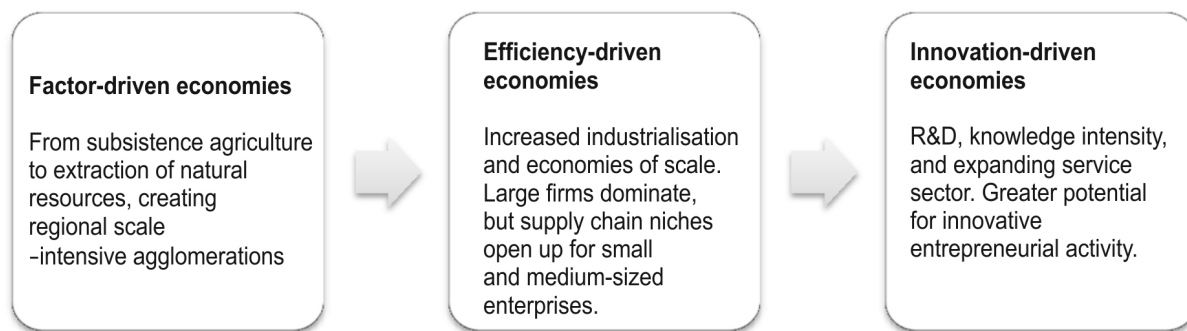 Factor-driven economies
From subsistence agriculture
to extraction of natural
resources, creating
regional scale
–intensive agglomerations
Efficiency-driven
economies
Increased industrialisation
and economies of scale.
Large firms dominate,
but supply chain niches
open up for small
and medium-sized
enterprises.
Innovation-driven
economies
R&D, knowledge intensity,
and expanding service
sector. Greater potential
for innovative
entrepreneurial activity.